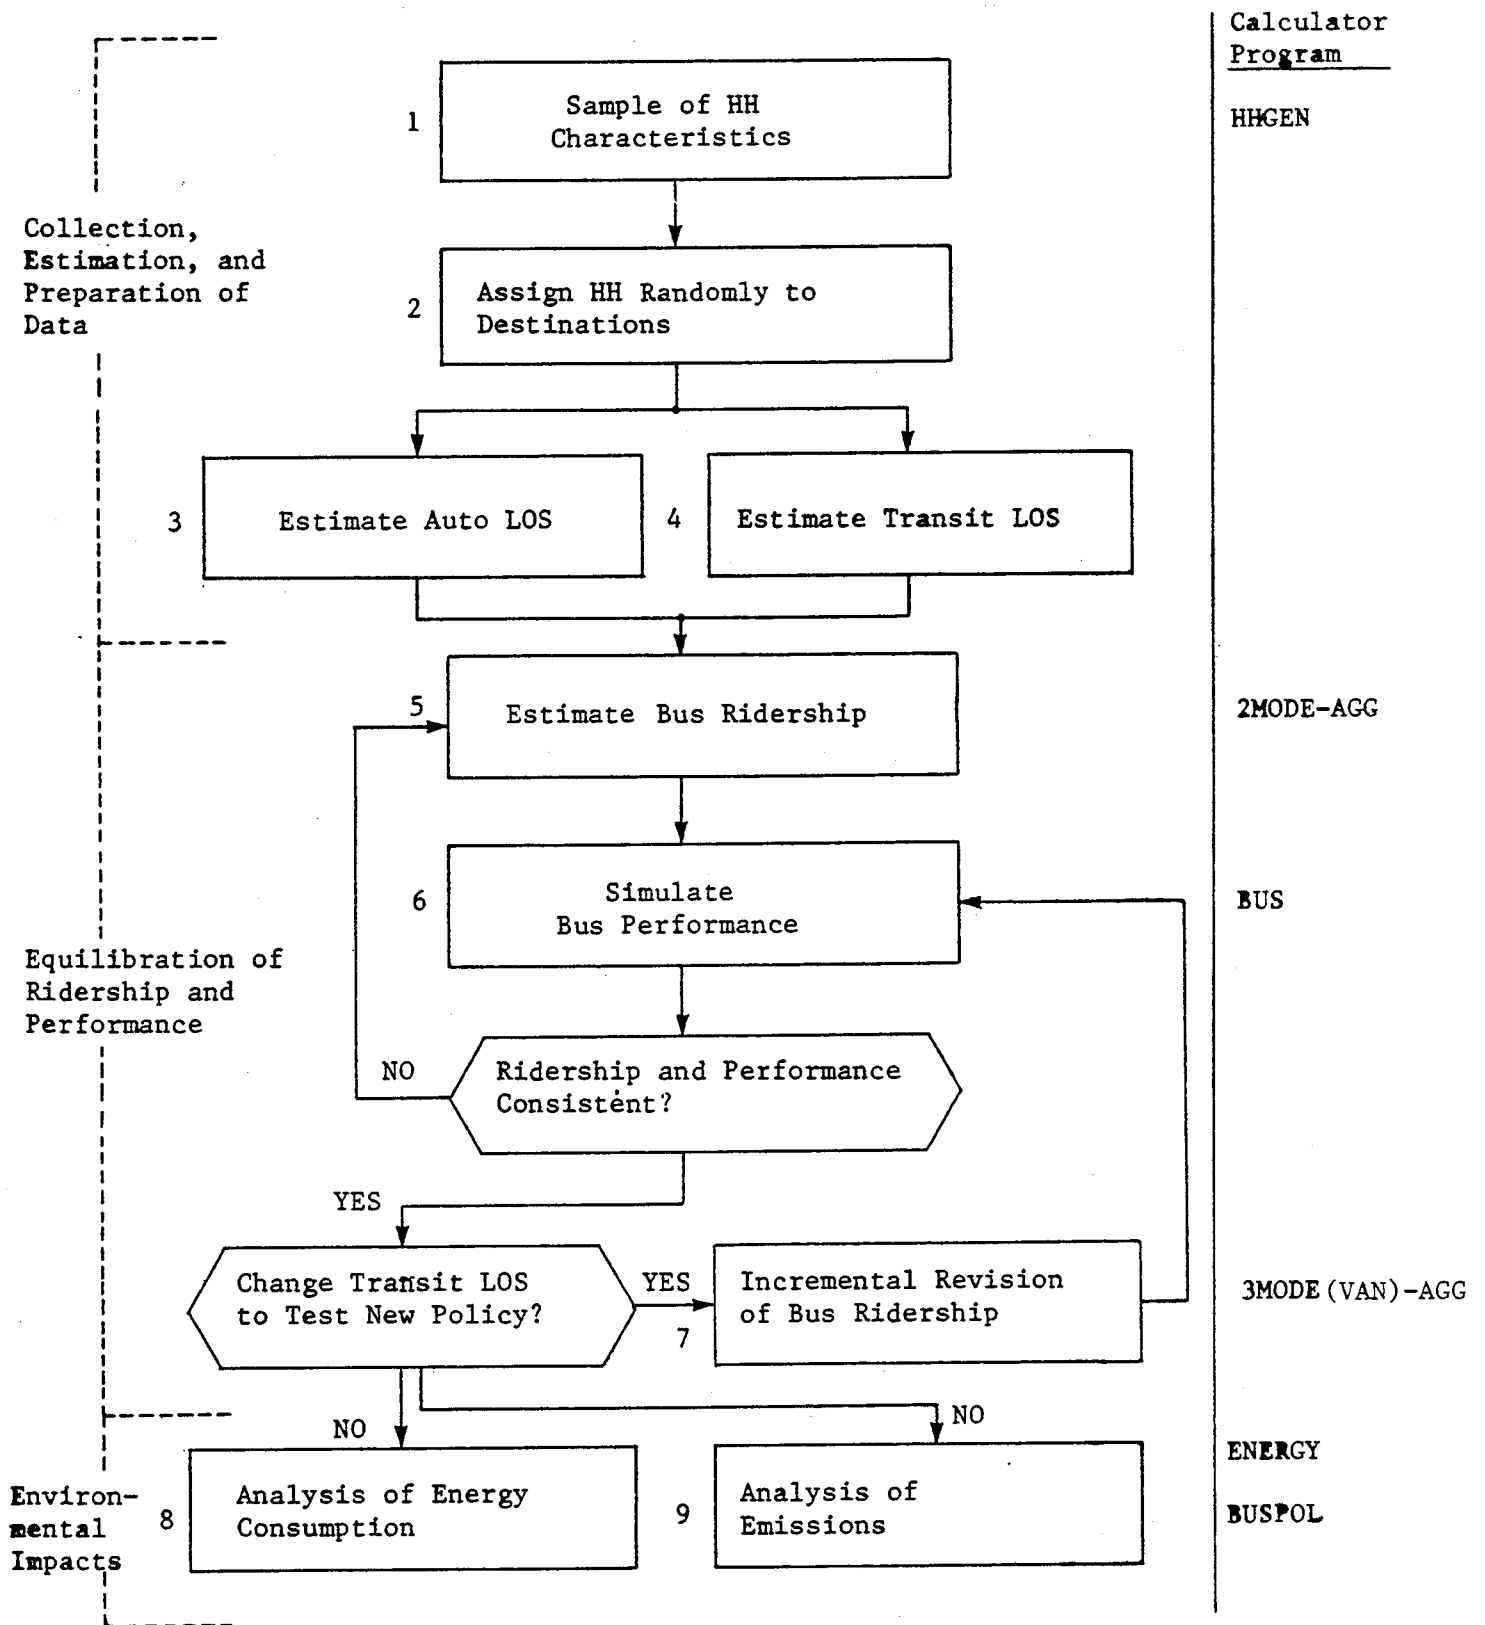 Calculator
Program
1
Sample of HH
Characteristics
HHGEN
Collection,
Estimation, and
Preparation of
Data
2
Assign HH Randomly to
Destinations
3
Estimate Auto LOS
4
Estimate Transit LOS
5
Estimate Bus Ridership
2MODE-AGG
6
Simulate
Bus Performance
BUS
Equilibration of
Ridership and
Performance
NO
Ridership and Performance
Consistent?
YES
Change Transit LOS
to Test New Policy?
YES
7
Incremental Revision
of Bus Ridership
3MODE(VAN)-AGG
NO
NO
Environ-
mental
Impacts
8
Analysis of Energy
Consumption
9
Analysis of
Emissions
ENERGY
BUSPOL